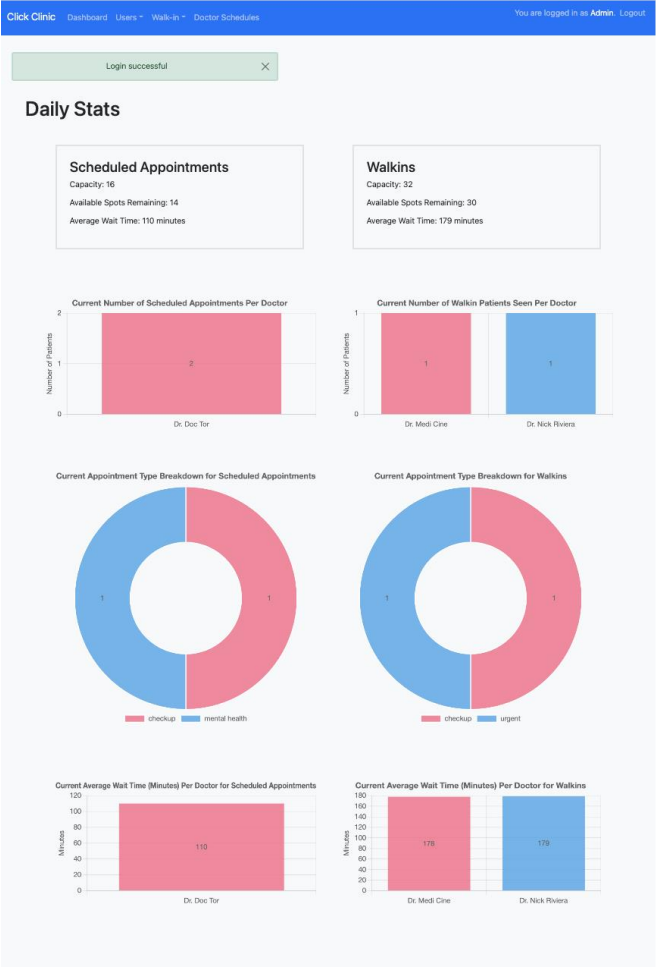 Click Clinic Dashboard Users Walk-in Doctor Schedules You are logged in as Admin. Logout
Login successful
Daily Stats
Scheduled Appointments
Capacity: 16
Available Spots Remaining: 14
Average Wait Time: 110 minutes
Walkins
Capacity: 32
Available Spots Remaining: 30
Average Wait Time: 179 minutes
Current Number of Scheduled Appointments Per Doctor
Number of Patients
2
1
0
2
Dr. Doc Tor
Current Number of Walkin Patients Seen Per Doctor
Number of Patients
1
0
1
1
Dr. Medi Cine
Dr. Nick Riviera
Current Appointment Type Breakdown for Scheduled Appointments
1
1
checkup mental health
Current Appointment Type Breakdown for Walkins
1
1
checkup urgent
Current Average Wait Time (Minutes) Per Doctor for Scheduled Appointments
Minutes
120
100
80
60
40
20
0
110
Dr. Doc Tor
Current Average Wait Time (Minutes) Per Doctor for Walkins
Minutes
180
160
140
120
100
80
60
40
20
0
178
179
Dr. Medi Cine
Dr. Nick Riviera